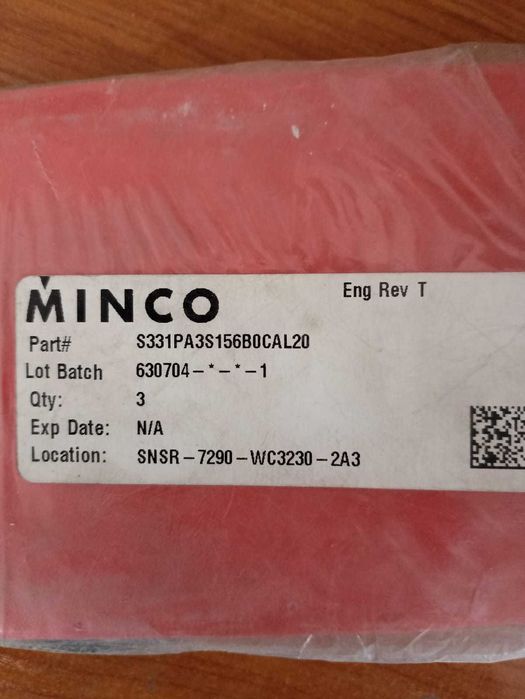 MINCO
Eng Rev T
Part# S331PA3S156B0CAL20
Lot Batch 630704-*-*-1
Qty: 3
Exp Date: N/A
Location: SNSR-7290-WC3230-2A3